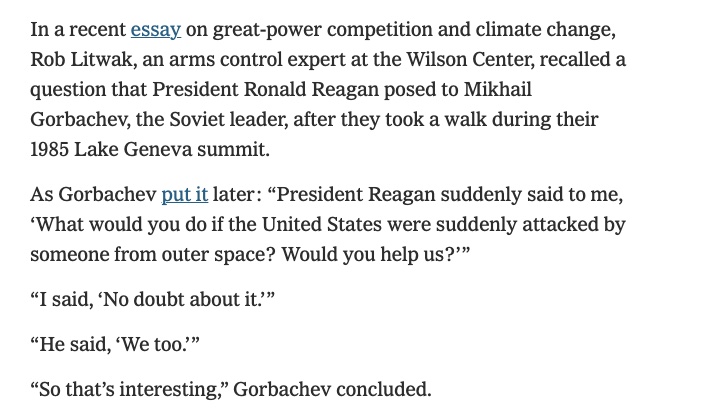 In a recent essay on great-power competition and climate change,
Rob Litwak, an arms control expert at the Wilson Center, recalled a
question that President Ronald Reagan posed to Mikhail
Gorbachev, the Soviet leader, after they took a walk during their
1985 Lake Geneva summit.
As Gorbachev put it later: “President Reagan suddenly said to me,
‘What would you do if the United States were suddenly attacked by
someone from outer space? Would you help us?’”
“I said, ‘No doubt about it.’”
“He said, ‘We too.’”
“So that’s interesting,” Gorbachev concluded.